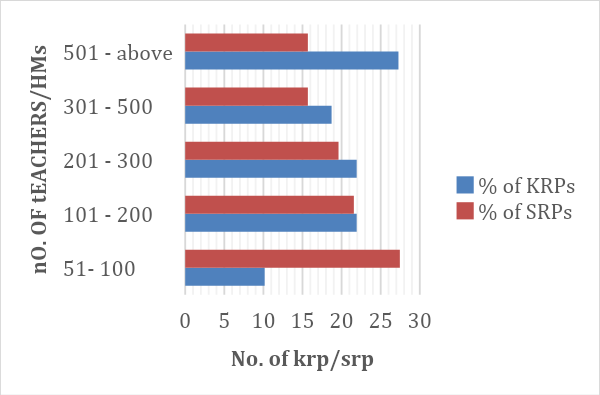 nO. OF tEACHERS/HMs
501 - above
301 - 500
201 - 300
101 - 200
51- 100
0 5 10 15 20 25 30
No. of krp/srp
% of KRPs
% of SRPs